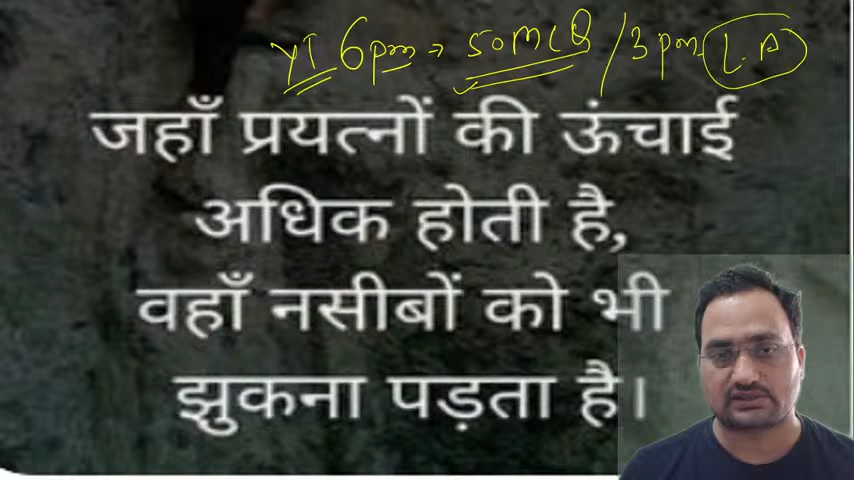 YT 6pm → 50MCQ / 3pm L.A
जहाँ प्रयत्नों की ऊंचाई
अधिक होती है,
वहाँ नसीबों को भी
झुकना पड़ता है।